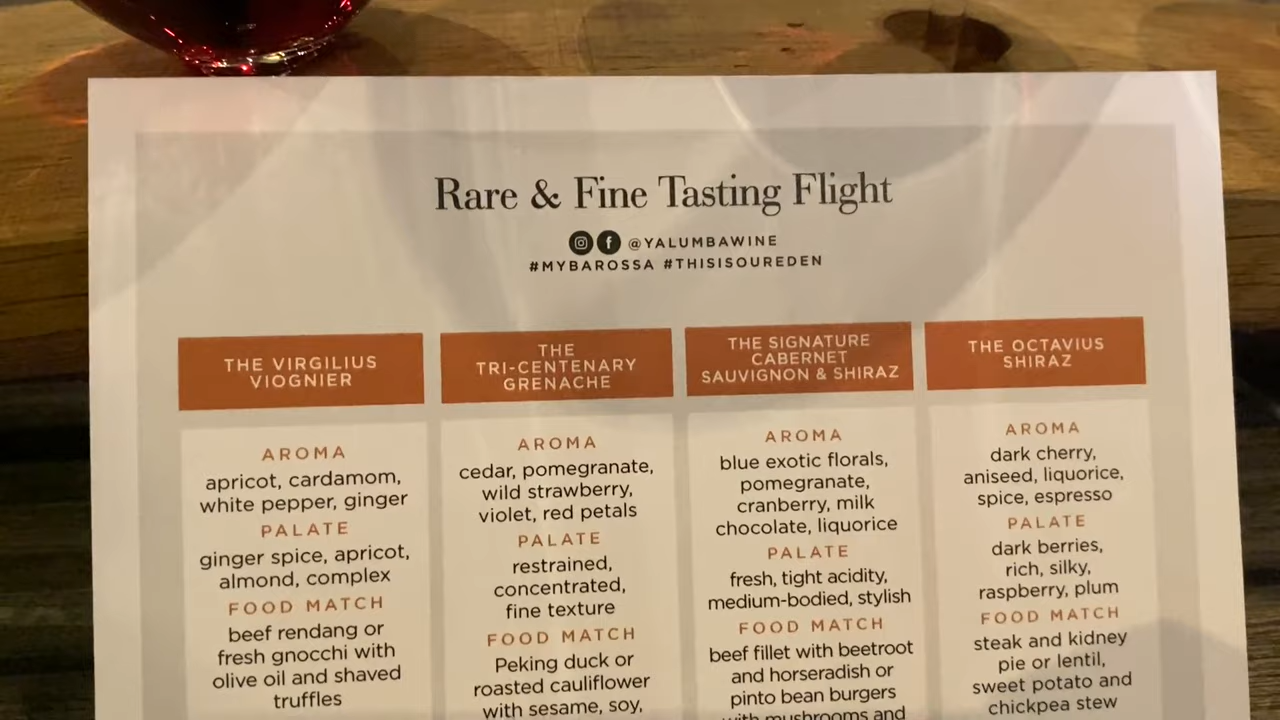 Rare & Fine Tasting Flight
@YALUMBAWINE
#MYBAROSSA #THISISOUREDEN
THE VIRGILIUS
VIOGNIER
AROMA
apricot, cardamom,
white pepper, ginger
PALATE
ginger spice, apricot,
almond, complex
FOOD MATCH
beef rendang or
fresh gnocchi with
olive oil and shaved
truffles
THE
TRI-CENTENARY
GRENACHE
AROMA
cedar, pomegranate,
wild strawberry,
violet, red petals
PALATE
restrained,
concentrated,
fine texture
FOOD MATCH
Peking duck or
roasted cauliflower
with sesame, soy,
THE SIGNATURE
CABERNET
SAUVIGNON & SHIRAZ
AROMA
blue exotic florals,
pomegranate,
cranberry, milk
chocolate, liquorice
PALATE
fresh, tight acidity,
medium-bodied, stylish
FOOD MATCH
beef fillet with beetroot
and horseradish or
pinto bean burgers
with mushrooms and
THE OCTAVIUS
SHIRAZ
AROMA
dark cherry,
aniseed, liquorice,
spice, espresso
PALATE
dark berries,
rich, silky,
raspberry, plum
FOOD MATCH
steak and kidney
pie or lentil,
sweet potato and
chickpea stew